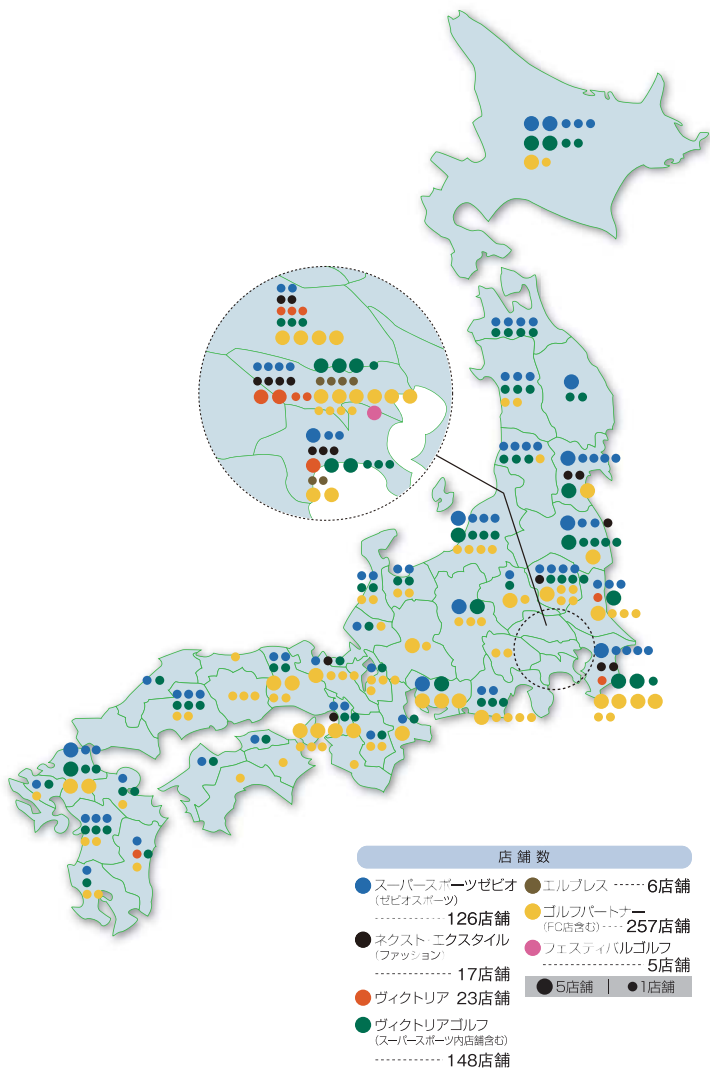 店舗数
スーパースポーツゼビオ
(ゼビオスポーツ)
126店舗
ネクスト・エクスタイル
(ファッション)
17店舗
ヴィクトリア 23店舗
ヴィクトリアゴルフ
(スーパースポーツ内店舗含む)
148店舗
エルブレス 6店舗
ゴルフパートナー
(FC店含む) 257店舗
フェスティバルゴルフ
5店舗
5店舗 | 1店舗